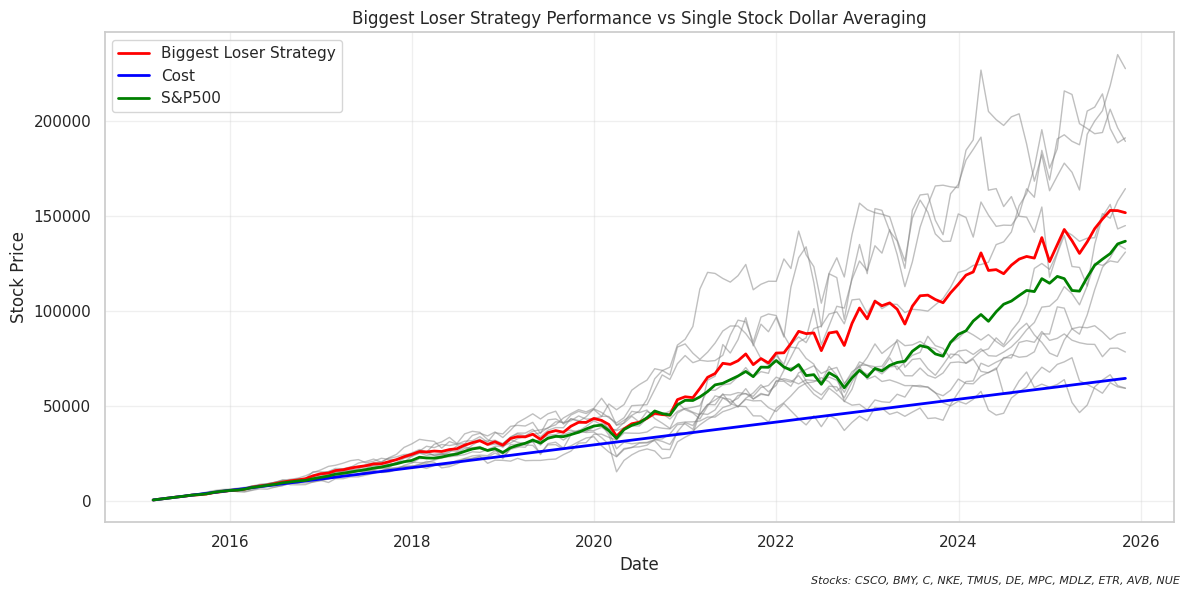 Biggest Loser Strategy Performance vs Single Stock Dollar Averaging
Biggest Loser Strategy
Cost
S&P500
Stock Price
200000
150000
100000
50000
0
2016
2018
2020
2022
2024
2026
Date
Stocks: CSCO, BMY, C, NKE, TMUS, DE, MPC, MDLZ, ETR, AVB, NUE